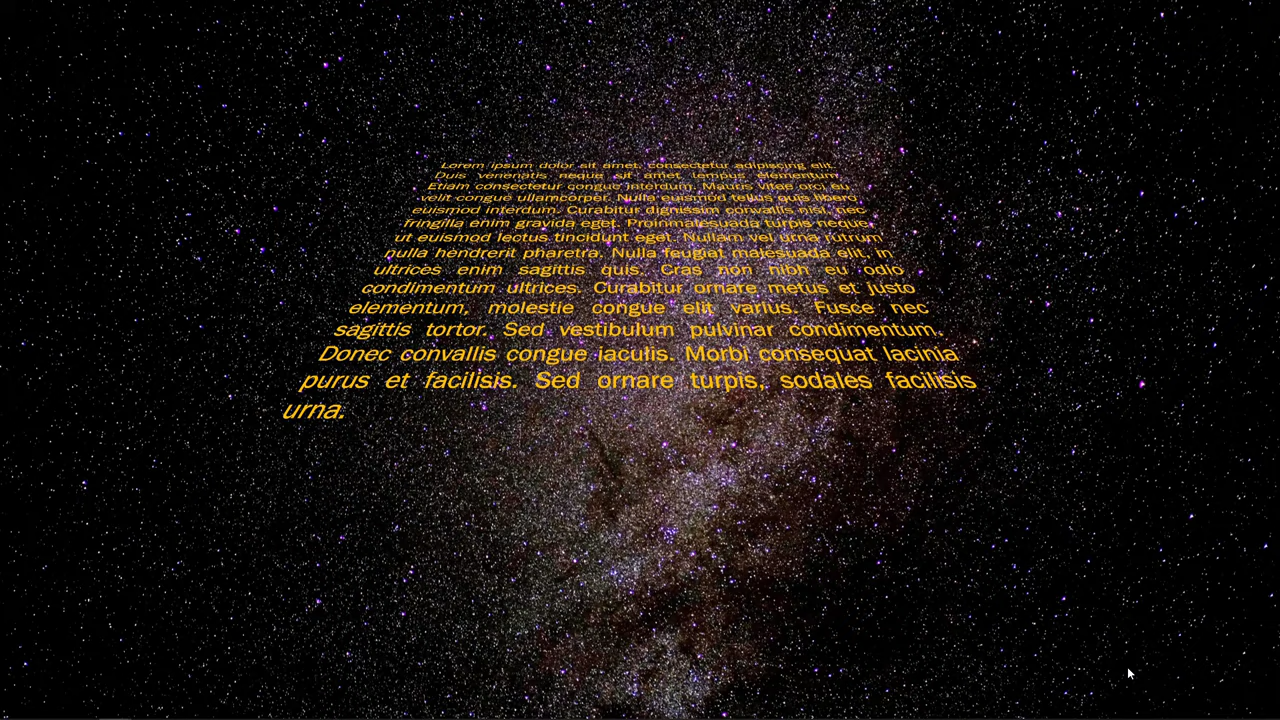 Lorem ipsum dolor sit amet, consectetur adipiscing elit.
Duis venenatis neque sit amet tempus elementum.
Etiam consectetur congue interdum. Mauris vitae orci eu
velit congue ullamcorper. Nulla euismod tellus quis libero
euismod interdum. Curabitur dignissim convallis nisi, nec
fringilla enim gravida eget. Proinmalesuada turpis neque,
ut euismod lectus tincidunt eget. Nullam vel urna rutrum,
nulla hendrerit pharetra. Nulla feugiat malesuada elit, in
ultrices enim sagittis quis. Cras non nibh eu odio
condimentum ultrices. Curabitur ornare metus et justo
elementum, molestie congue elit varius. Fusce nec
sagittis tortor. Sed vestibulum pulvinar condimentum.
Donec convallis congue iaculis. Morbi consequat lacinia
purus et facilisis. Sed ornare turpis, sodales facilisis
urna.